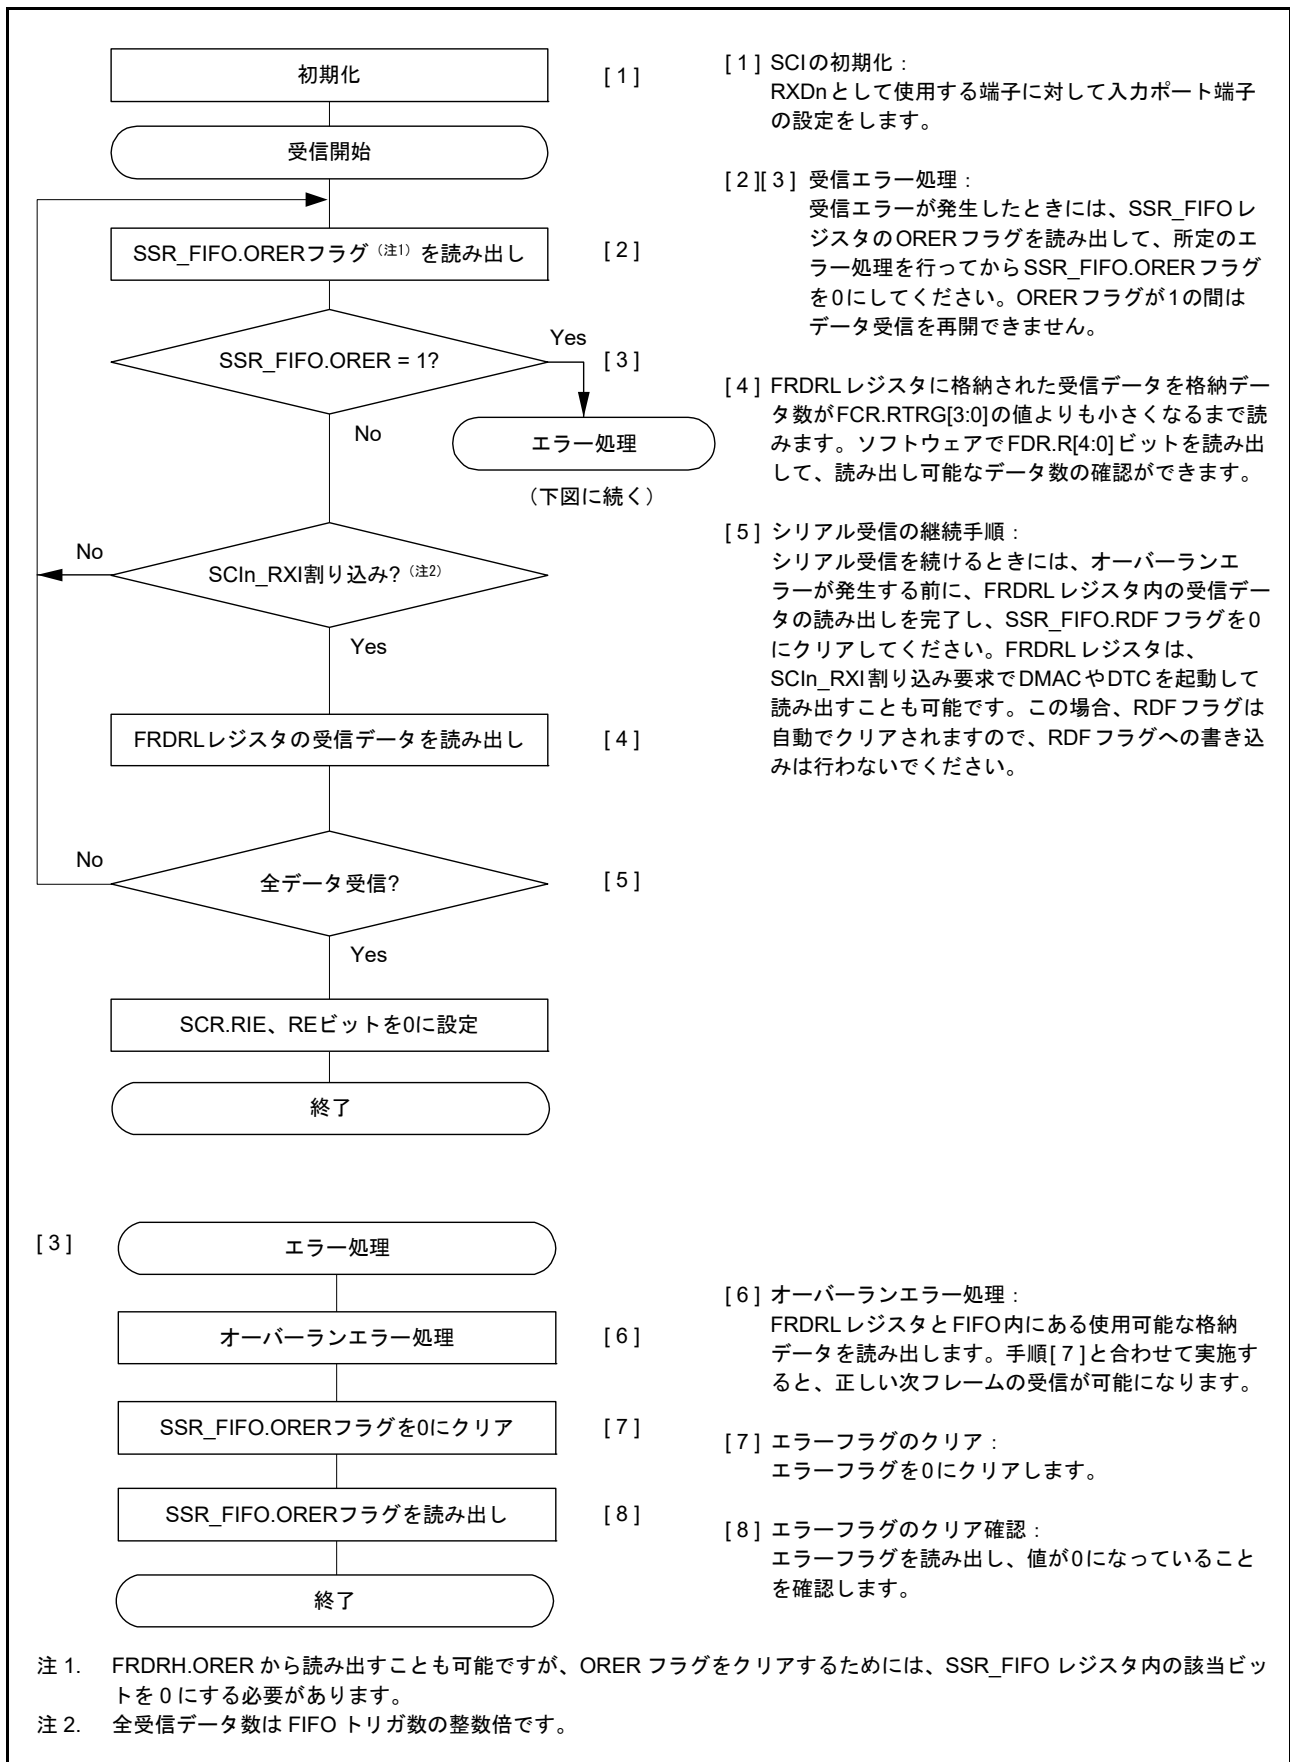 初期化
[ 1 ]
受信開始
SSR_FIFO.ORERフラグ（注1）を読み出し
[ 2 ]
SSR_FIFO.ORER = 1?
Yes
[ 3 ]
No
エラー処理
（下図に続く）
No
SCIn_RXI割り込み?（注2）
Yes
FRDRLレジスタの受信データを読み出し
[ 4 ]
No
全データ受信?
[ 5 ]
Yes
SCR.RIE、REビットを0に設定
終了
[ 1 ] SCIの初期化：
RXDnとして使用する端子に対して入力ポート端子
の設定をします。
[ 2 ][ 3 ] 受信エラー処理：
受信エラーが発生したときには、SSR_FIFOレ
ジスタのORERフラグを読み出して、所定のエ
ラー処理を行ってからSSR_FIFO.ORERフラグ
を0にしてください。ORERフラグが1の間は
データ受信を再開できません。
[ 4 ] FRDRLレジスタに格納された受信データを格納デー
タ数がFCR.RTRG[3:0]の値よりも小さくなるまで読
みます。ソフトウェアでFDR.R[4:0]ビットを読み出
して、読み出し可能なデータ数の確認ができます。
[ 5 ] シリアル受信の継続手順：
シリアル受信を続けるときには、オーバーランエ
ラーが発生する前に、FRDRLレジスタ内の受信デー
タの読み出しを完了し、SSR_FIFO.RDFフラグを0
にクリアしてください。FRDRLレジスタは、
SCIn_RXI割り込み要求でDMACやDTCを起動して
読み出すことも可能です。この場合、RDFフラグは
自動でクリアされますので、RDFフラグへの書き込
みは行わないでください。
[ 3 ]
エラー処理
オーバーランエラー処理
[ 6 ]
SSR_FIFO.ORERフラグを0にクリア
[ 7 ]
SSR_FIFO.ORERフラグを読み出し
[ 8 ]
終了
[ 6 ] オーバーランエラー処理：
FRDRLレジスタとFIFO内にある使用可能な格納
データを読み出します。手順[ 7 ]と合わせて実施す
ると、正しい次フレームの受信が可能になります。
[ 7 ] エラーフラグのクリア：
エラーフラグを0にクリアします。
[ 8 ] エラーフラグのクリア確認：
エラーフラグを読み出し、値が0になっていること
を確認します。
注 1. FRDRH.ORER から読み出すことも可能ですが、ORER フラグをクリアするためには、SSR_FIFO レジスタ内の該当ビッ
トを 0 にする必要があります。
注 2. 全受信データ数は FIFO トリガ数の整数倍です。